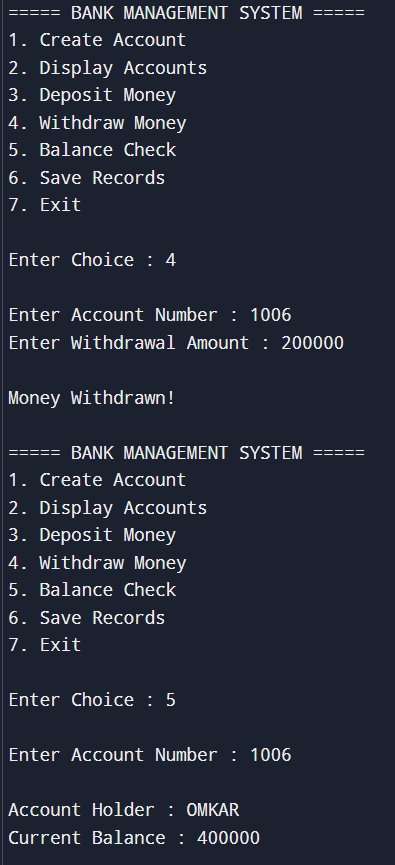 ===== BANK MANAGEMENT SYSTEM =====
1. Create Account
2. Display Accounts
3. Deposit Money
4. Withdraw Money
5. Balance Check
6. Save Records
7. Exit
Enter Choice : 4
Enter Account Number : 1006
Enter Withdrawal Amount : 200000
Money Withdrawn!
===== BANK MANAGEMENT SYSTEM =====
1. Create Account
2. Display Accounts
3. Deposit Money
4. Withdraw Money
5. Balance Check
6. Save Records
7. Exit
Enter Choice : 5
Enter Account Number : 1006
Account Holder : OMKAR
Current Balance : 400000